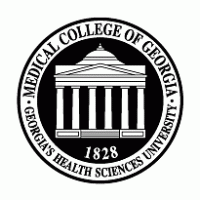 MEDICAL COLLEGE OF GEORGIA
GEORGIA'S HEALTH SCIENCES UNIVERSITY
1828